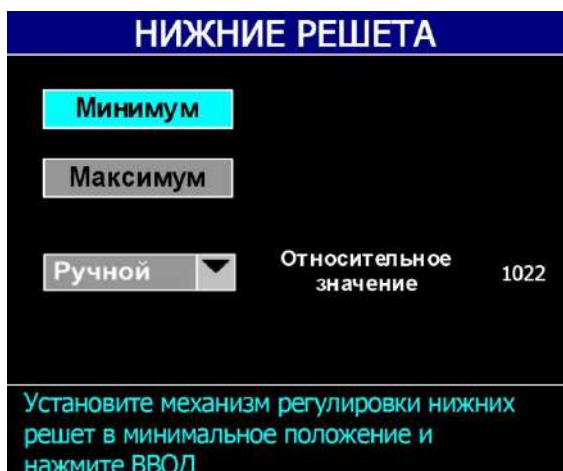 НИЖНИЕ РЕШЕТА
Минимум
Максимум
Ручной
Относительное
значение
1022
Установите механизм регулировки нижних
решет в минимальное положение и
нажмите ВВОД